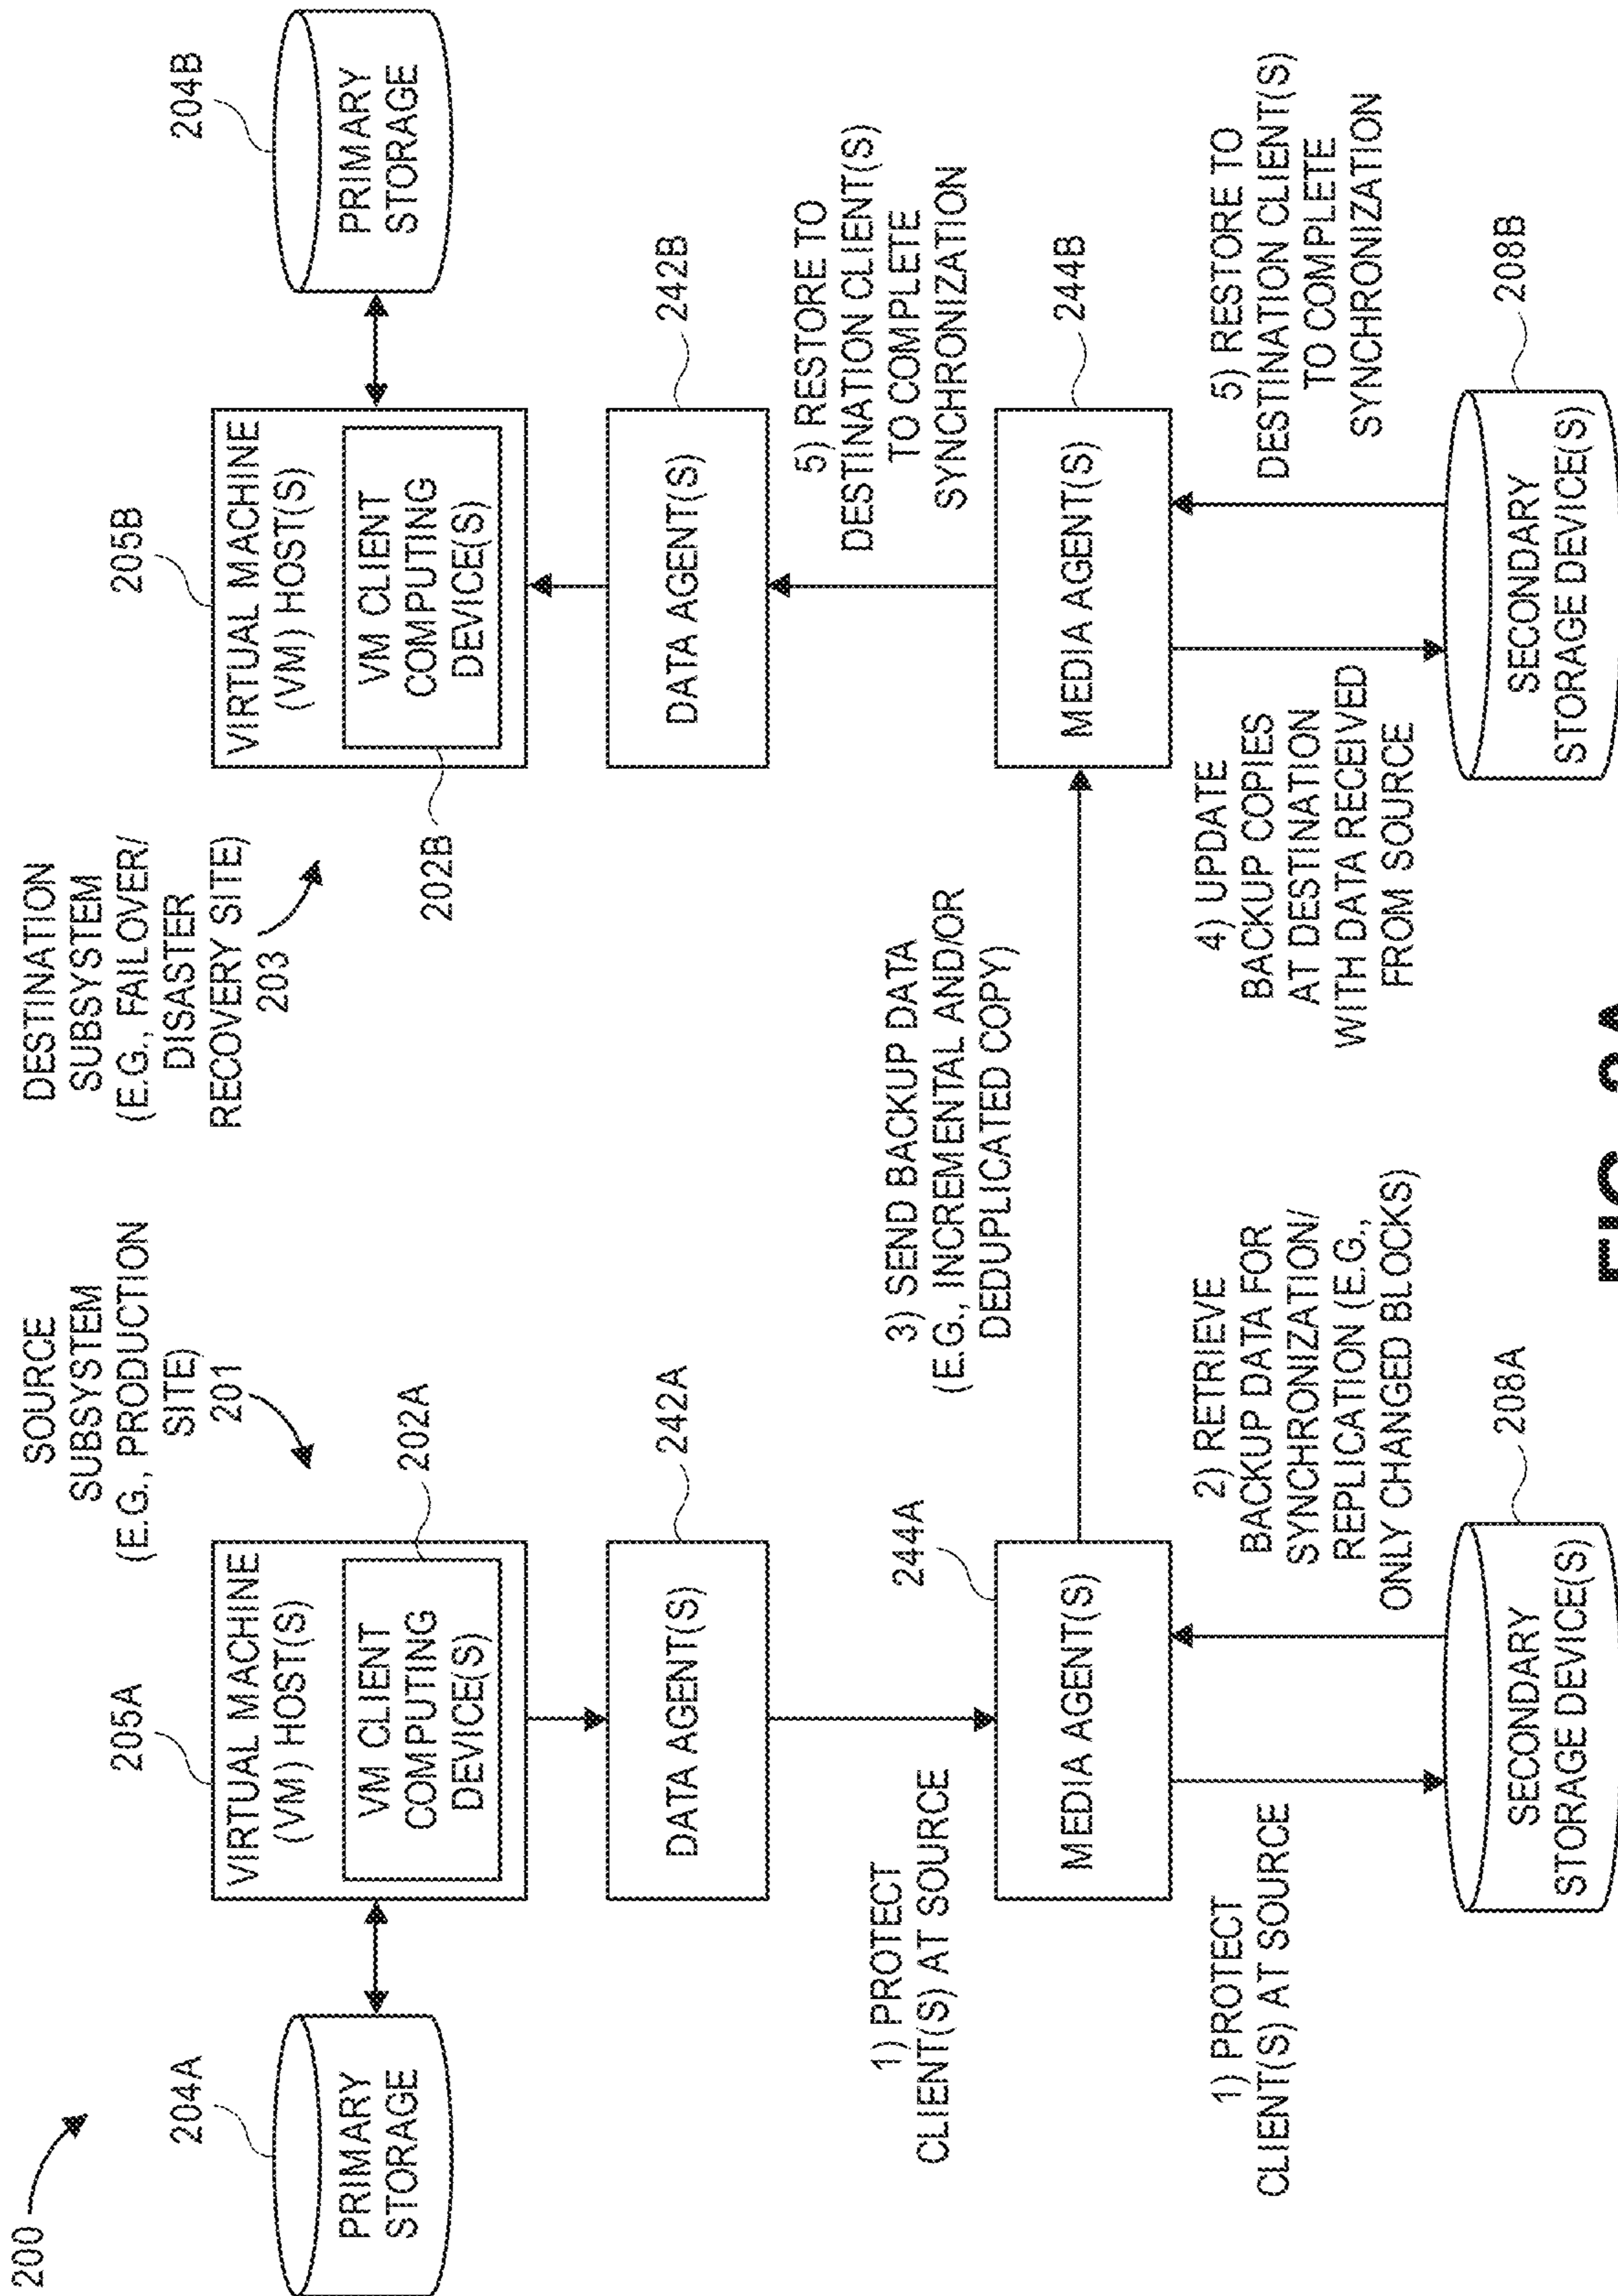 200
SOURCE
SUBSYSTEM
(E.G., PRODUCTION
SITE)
201
DESTINATION
SUBSYSTEM
(E.G., FAILOVER/
DISASTER
RECOVERY SITE)
203
204A
PRIMARY
STORAGE
205A
VIRTUAL MACHINE
(VM) HOST(S)
VM CLIENT
COMPUTING
DEVICE(S)
202A
205B
VIRTUAL MACHINE
(VM) HOST(S)
VM CLIENT
COMPUTING
DEVICE(S)
202B
204B
PRIMARY
STORAGE
DATA AGENT(S)
242A
DATA AGENT(S)
242B
1) PROTECT
CLIENT(S) AT SOURCE
3) SEND BACKUP DATA
(E.G., INCREMENTAL AND/OR
DEDUPLICATED COPY)
5) RESTORE TO
DESTINATION CLIENT(S)
TO COMPLETE
SYNCHRONIZATION
244A
MEDIA AGENT(S)
MEDIA AGENT(S)
244B
1) PROTECT
CLIENT(S) AT SOURCE
2) RETRIEVE
BACKUP DATA FOR
SYNCHRONIZATION/
REPLICATION (E.G.,
ONLY CHANGED BLOCKS)
4) UPDATE
BACKUP COPIES
AT DESTINATION
WITH DATA RECEIVED
FROM SOURCE
5) RESTORE TO
DESTINATION CLIENT(S)
TO COMPLETE
SYNCHRONIZATION
SECONDARY
STORAGE DEVICE(S)
208A
SECONDARY
STORAGE DEVICE(S)
208B